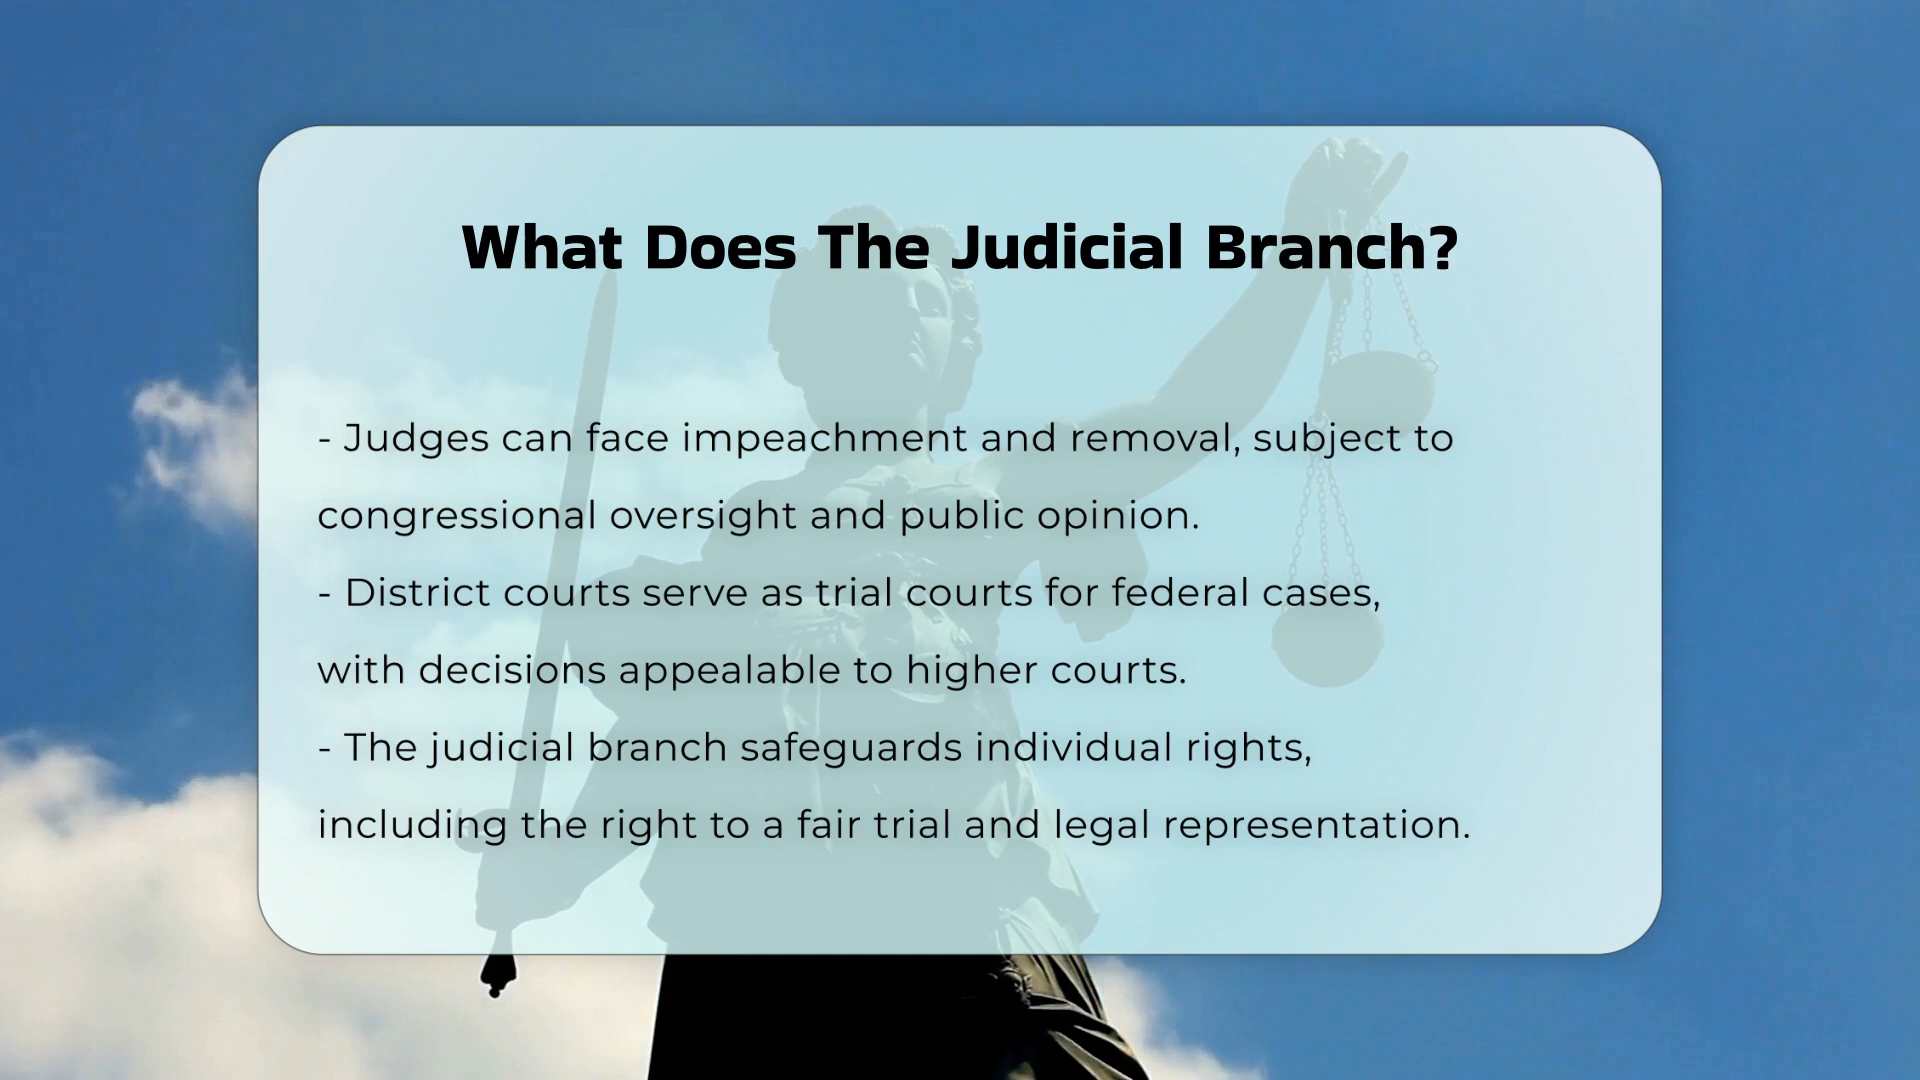 What Does The Judicial Branch?
- Judges can face impeachment and removal, subject to
congressional oversight and public opinion.
- District courts serve as trial courts for federal cases,
with decisions appealable to higher courts.
- The judicial branch safeguards individual rights,
including the right to a fair trial and legal representation.